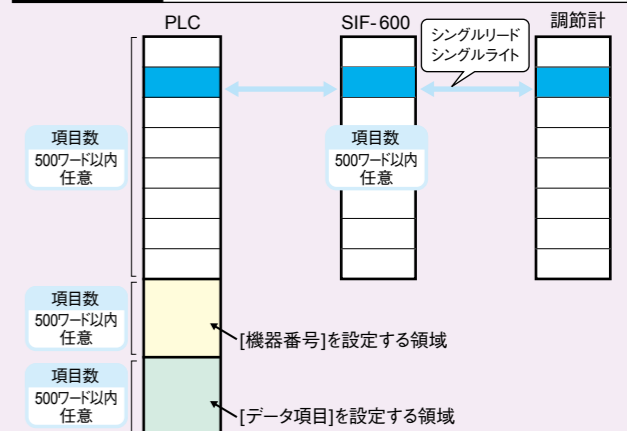 PLC
SIF-600
調節計
シングルリード
シングルライト
項目数
500ワード以内
任意
項目数
500ワード以内
任意
項目数
500ワード以内
任意
[機器番号]を設定する領域
項目数
500ワード以内
任意
[データ項目]を設定する領域